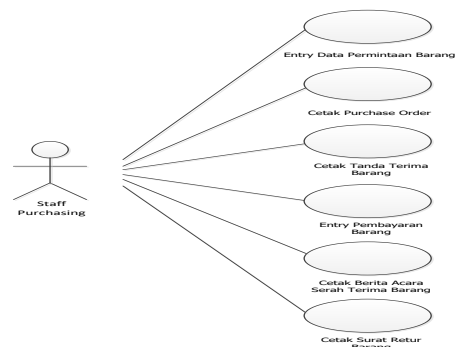 Entry Data Permintaan Barang
Cetak Purchase Order
Cetak Tanda Terima
Barang
Staff
Purchasing
Entry Pembayaran
Barang
Cetak Berita Acara
Serah Terima Barang
Cetak Surat Retur
Barang